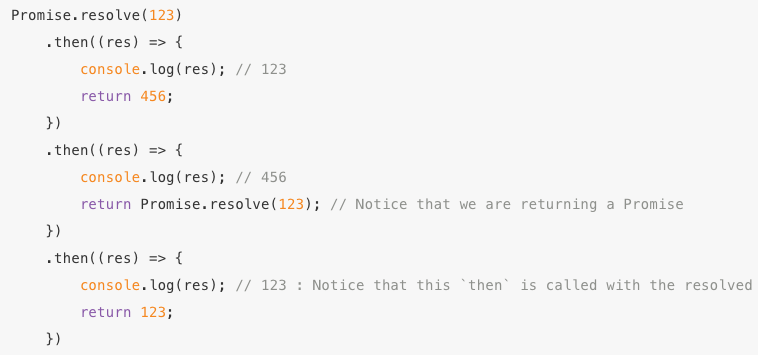 Promise.resolve(123)
    .then((res) => {
        console.log(res); // 123
        return 456;
    })
    .then((res) => {
        console.log(res); // 456
        return Promise.resolve(123); // Notice that we are returning a Promise
    })
    .then((res) => {
        console.log(res); // 123 : Notice that this `then` is called with the resolved
        return 123;
    })